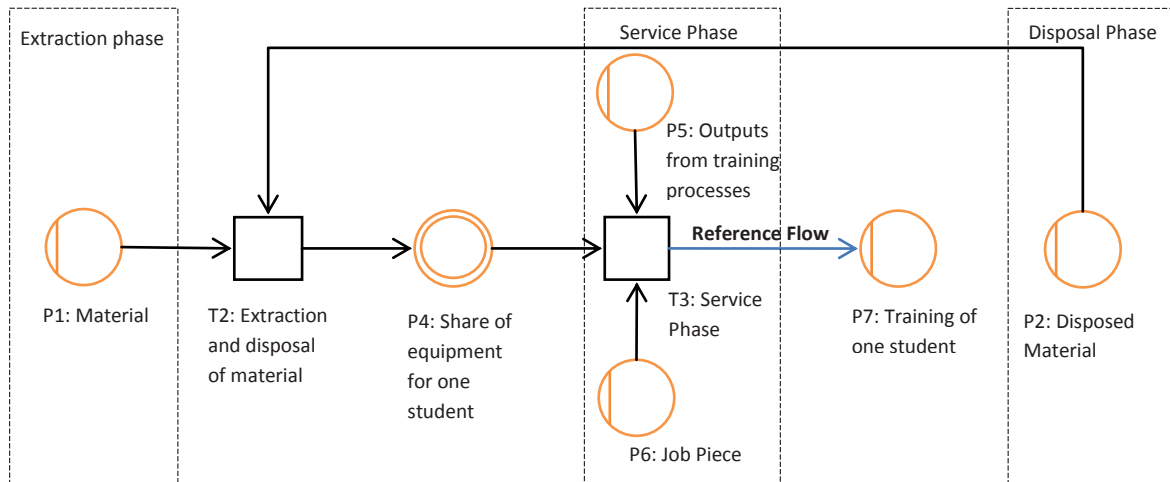 Extraction phase
Service Phase
Disposal Phase
P5: Outputs
from training
processes
Reference Flow
P1: Material
T2: Extraction
and disposal
of material
P4: Share of
equipment
for one
student
T3: Service
Phase
P7: Training of
one student
P2: Disposed
Material
P6: Job Piece